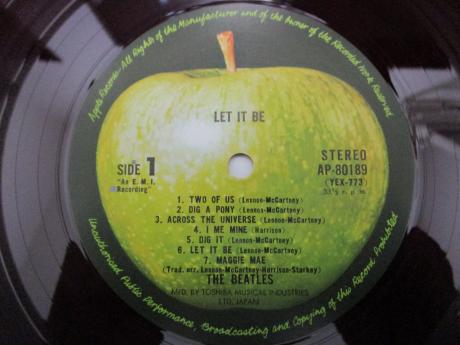 Apple Records - All Rights of the Manufacturer and of the owner of the Recorded Work Reserved
LET IT BE
SIDE 1
"An E. M. I. Recording"
STEREO
AP-80189
(YEX-773)
33⅓ r. p. m.
1. TWO OF US (Lennon-McCartney)
2. DIG A PONY (Lennon-McCartney)
3. ACROSS THE UNIVERSE (Lennon-McCartney)
4. I ME MINE (Harrison)
5. DIG IT (Lennon-McCartney)
6. LET IT BE (Lennon-McCartney)
7. MAGGIE MAE
(Trad. arr. Lennon-McCartney-Harrison-Starkey)
THE BEATLES
MFD. BY TOSHIBA MUSICAL INDUSTRIES
LTD. JAPAN
Unauthorised Public Performance, Broadcasting and Copying of this Record Prohibited